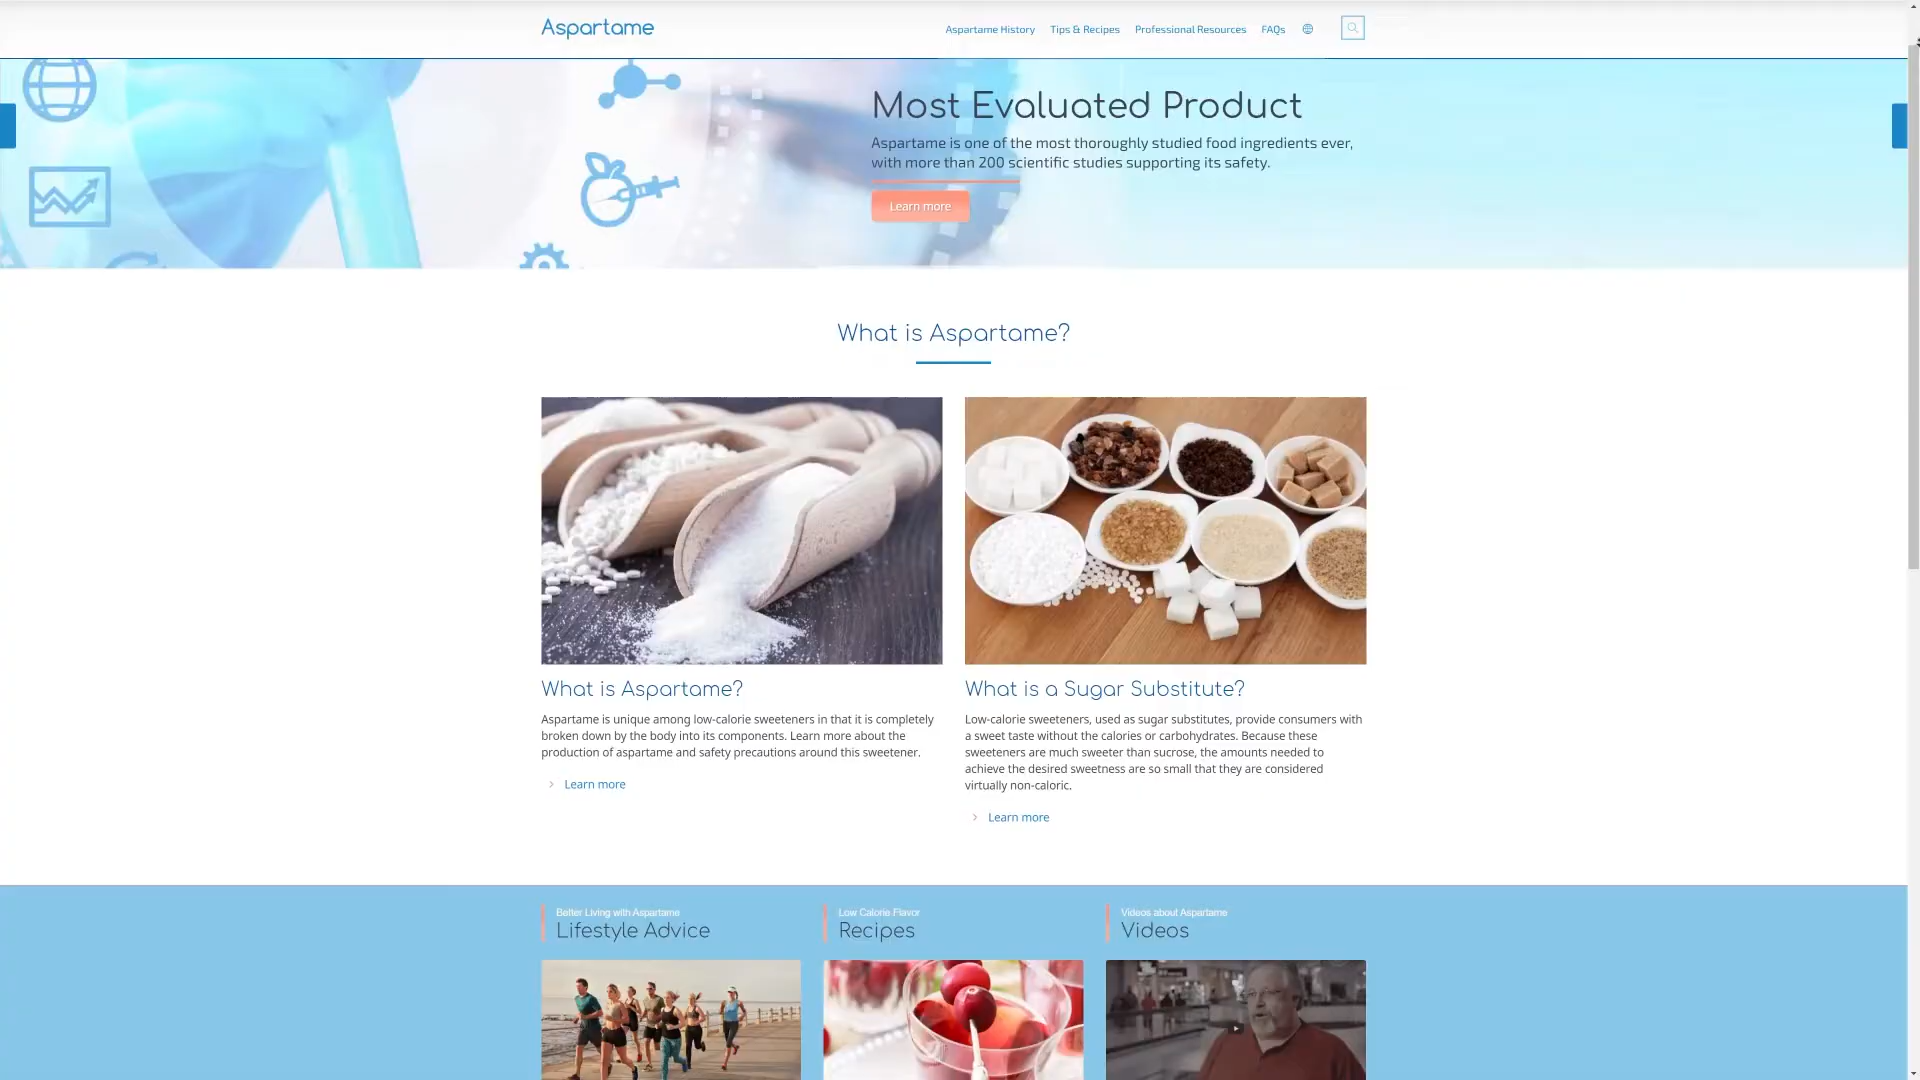 Aspartame
Aspartame History
Tips & Recipes
Professional Resources
FAQs
Most Evaluated Product
Aspartame is one of the most thoroughly studied food ingredients ever,
with more than 200 scientific studies supporting its safety.
Learn more
What is Aspartame?
What is Aspartame?
Aspartame is unique among low-calorie sweeteners in that it is completely
broken down by the body into its components. Learn more about the
production of aspartame and safety precautions around this sweetener.
Learn more
What is a Sugar Substitute?
Low-calorie sweeteners, used as sugar substitutes, provide consumers with
a sweet taste without the calories or carbohydrates. Because these
sweeteners are much sweeter than sucrose, the amounts needed to
achieve the desired sweetness are so small that they are considered
virtually non-caloric.
Learn more
Better Living with Aspartame
Lifestyle Advice
Low Calorie Flavor
Recipes
Videos about Aspartame
Videos